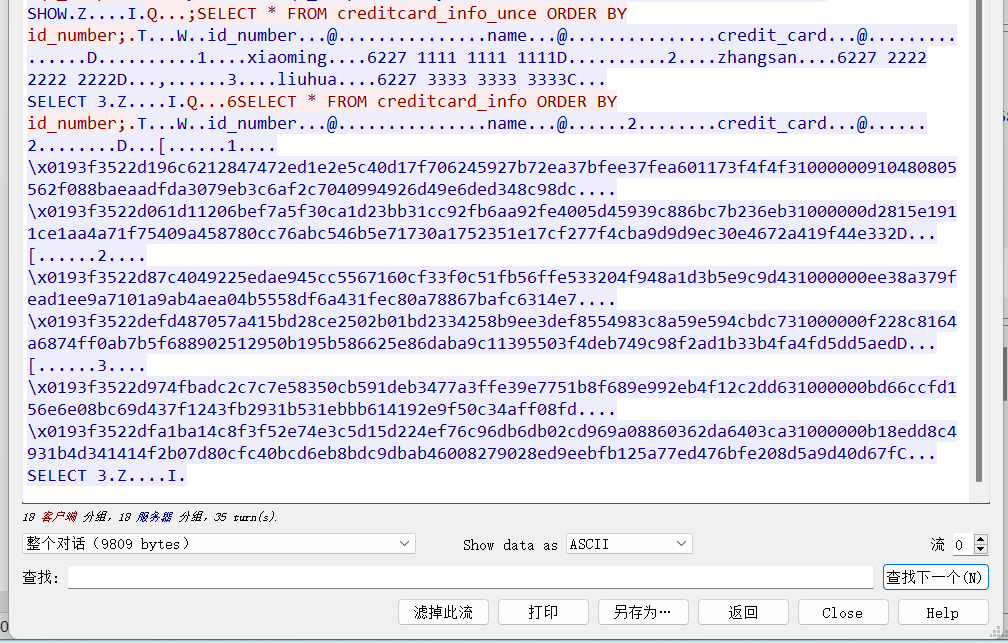 SHOW.Z....I.Q...;SELECT * FROM creditcard_info_unce ORDER BY
id_number;.T...W..id_number...@...............name...@...............credit_card...@.........
......D..........1....xiaoming....6227 1111 1111 1111D..........2....zhangsan....6227 2222
2222 2222D...,......3....liuhua....6227 3333 3333 3333C...
SELECT 3.Z....I.Q...6SELECT * FROM creditcard_info ORDER BY
id_number;.T...W..id_number...@...............name...@......2........credit_card...@......
2........D...[......1....
\x0193f3522d196c6212847472ed1e2e5c40d17f706245927b72ea37bfee37fea601173f4f4f31000000910480805
562f088baeaadfda3079eb3c6af2c7040994926d49e6ded348c98dc....
\x0193f3522d061d11206bef7a5f30ca1d23bb31cc92fb6aa92fe4005d45939c886bc7b236eb31000000d2815e191
1ce1aa4a71f75409a458780cc76abc546b5e71730a1752351e17cf277f4cba9d9d9ec30e4672a419f44e332D...
[......2....
\x0193f3522d87c4049225edae945cc5567160cf33f0c51fb56ffe533204f948a1d3b5e9c9d431000000ee38a379f
ead1ee9a7101a9ab4aea04b5558df6a431fec80a78867bafc6314e7....
\x0193f3522defd487057a415bd28ce2502b01bd2334258b9ee3def8554983c8a59e594cbdc731000000f228c8164
a6874ff0ab7b5f688902512950b195b586625e86daba9c11395503f4deb749c98f2ad1b33b4fa4fd5dd5aedD...
[......3....
\x0193f3522d974fbadc2c7c7e58350cb591deb3477a3ffe39e7751b8f689e992eb4f12c2dd631000000bd66ccfd1
56e6e08bc69d437f1243fb2931b531ebbb614192e9f50c34aff08fd....
\x0193f3522dfa1ba14c8f3f52e74e3c5d15d224ef76c96db6db02cd969a08860362da6403ca31000000b18edd8c4
931b4d341414f2b07d80cfc40bcd6eb8bdc9dbab46008279028ed9eebfb125a77ed476bfe208d5a9d40d67fC...
SELECT 3.Z....I.
18 客户端 分组, 18 服务器 分组, 35 turn(s).
整个对话 (9809 bytes) Show data as ASCII 流 0
查找: 查找下一个(N)
滤掉此流 打印 另存为… 返回 Close Help